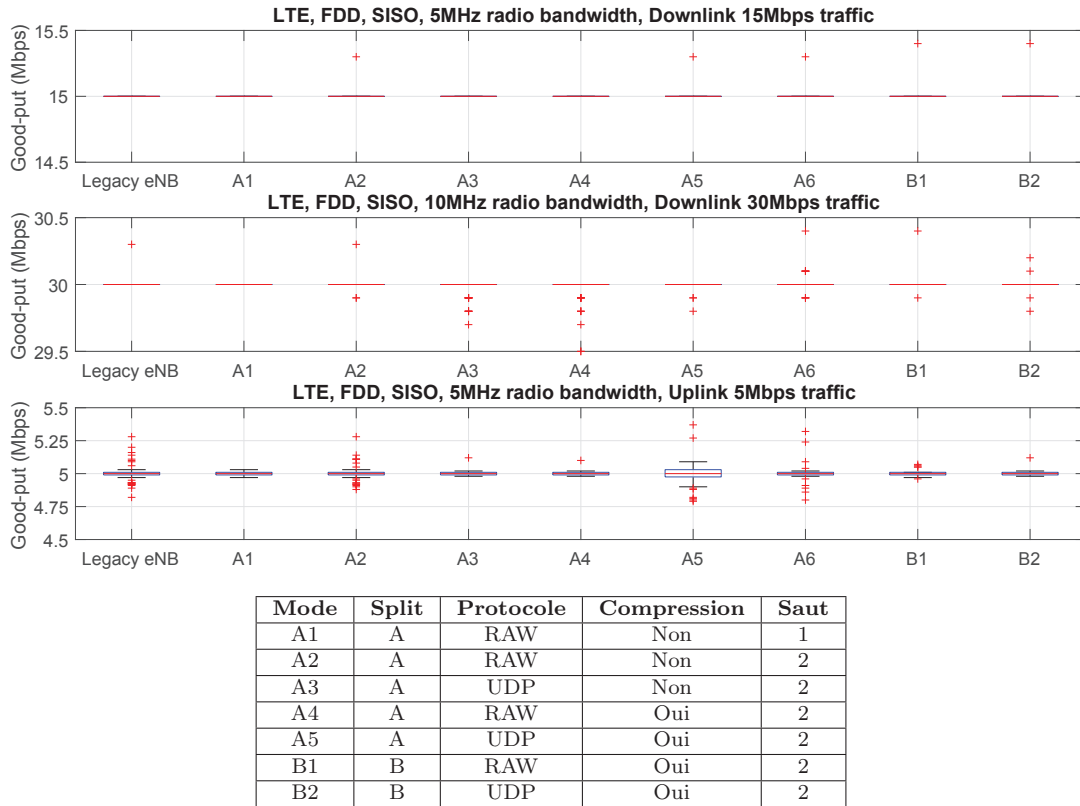 LTE, FDD, SISO, 5MHz radio bandwidth, Downlink 15Mbps traffic
Good-put (Mbps)
15.5
15
14.5
Legacy eNB A1 A2 A3 A4 A5 A6 B1 B2
LTE, FDD, SISO, 10MHz radio bandwidth, Downlink 30Mbps traffic
Good-put (Mbps)
30.5
30
29.5
Legacy eNB A1 A2 A3 A4 A5 A6 B1 B2
LTE, FDD, SISO, 5MHz radio bandwidth, Uplink 5Mbps traffic
Good-put (Mbps)
5.5
5.25
5
4.75
4.5
Legacy eNB A1 A2 A3 A4 A5 A6 B1 B2
Mode Split Protocole Compression Saut
A1 A RAW Non 1
A2 A RAW Non 2
A3 A UDP Non 2
A4 A RAW Oui 2
A5 A UDP Oui 2
B1 B RAW Oui 2
B2 B UDP Oui 2